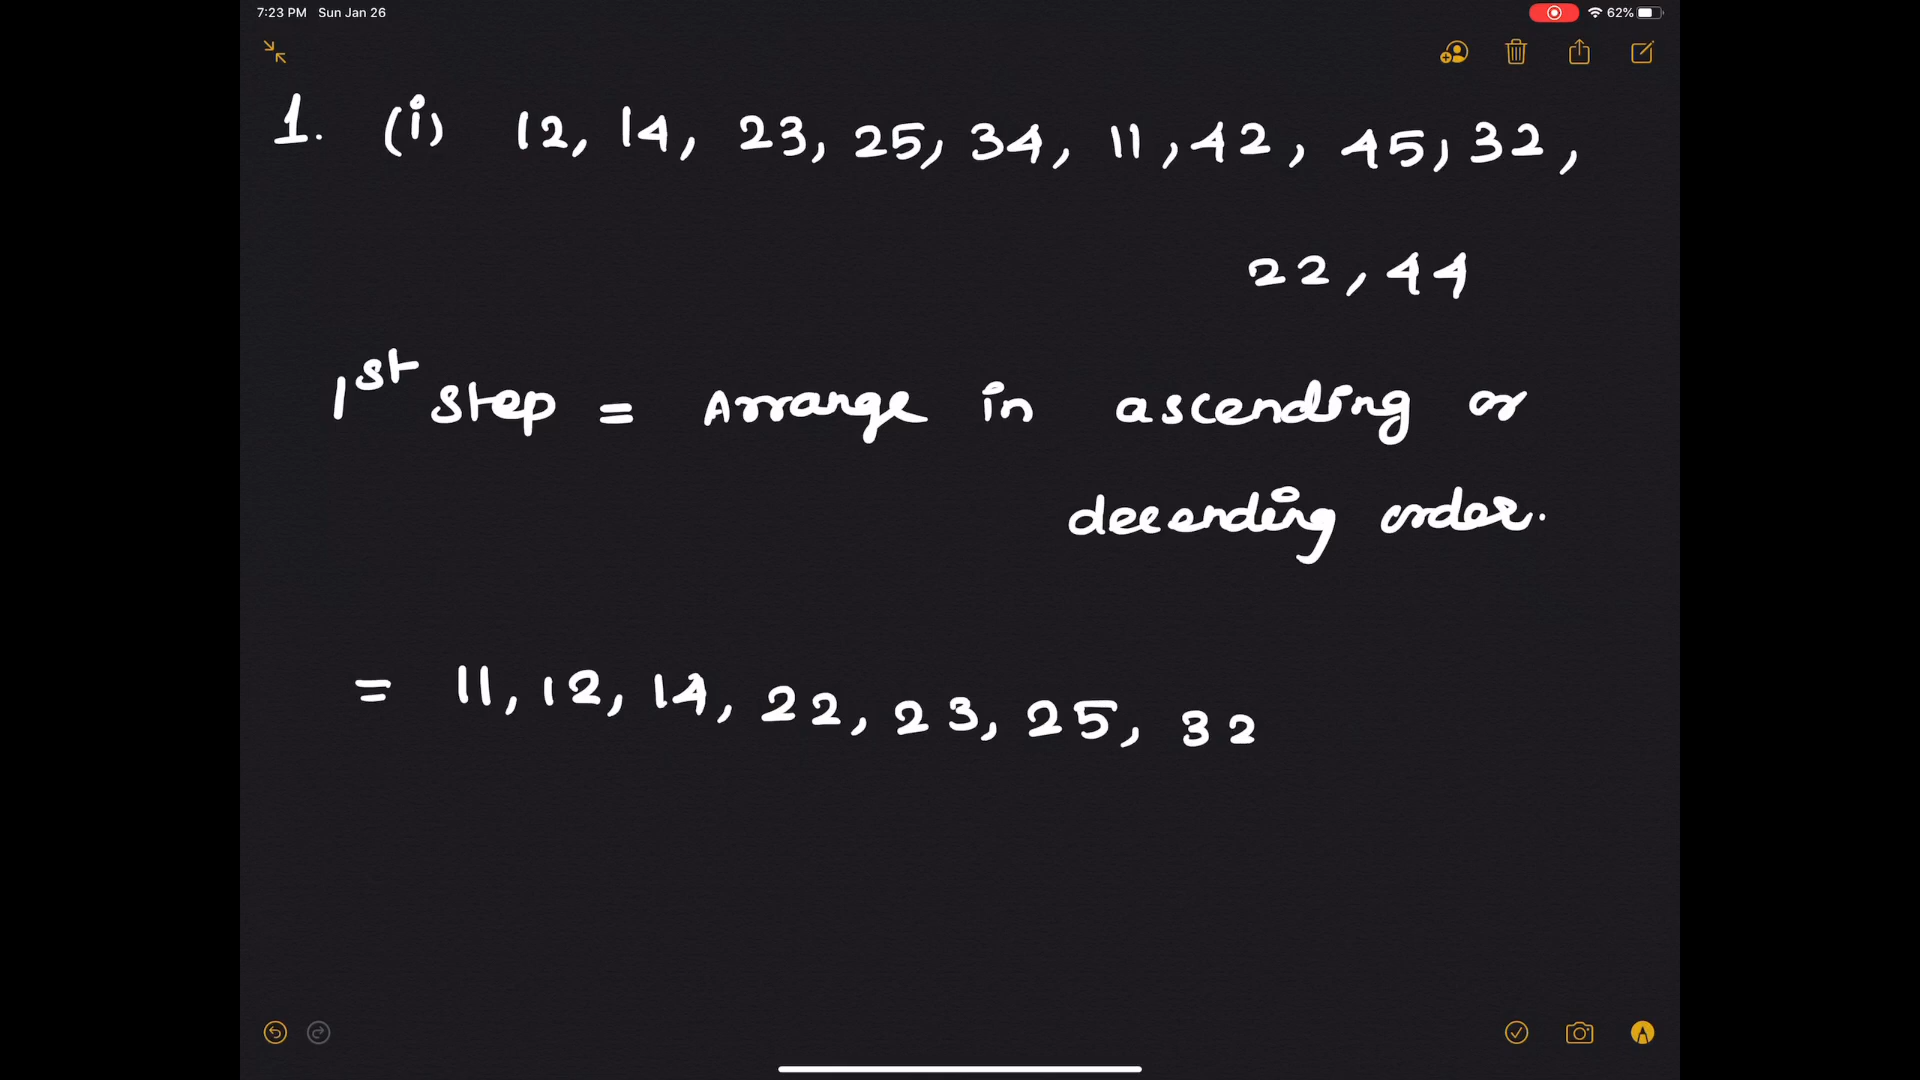 7:23 PM Sun Jan 26
62%
1. (i) 12, 14, 23, 25, 34, 11, 42, 45, 32,
22, 44
1st step = Arrange in ascending or
decending order.
= 11, 12, 14, 22, 23, 25, 32